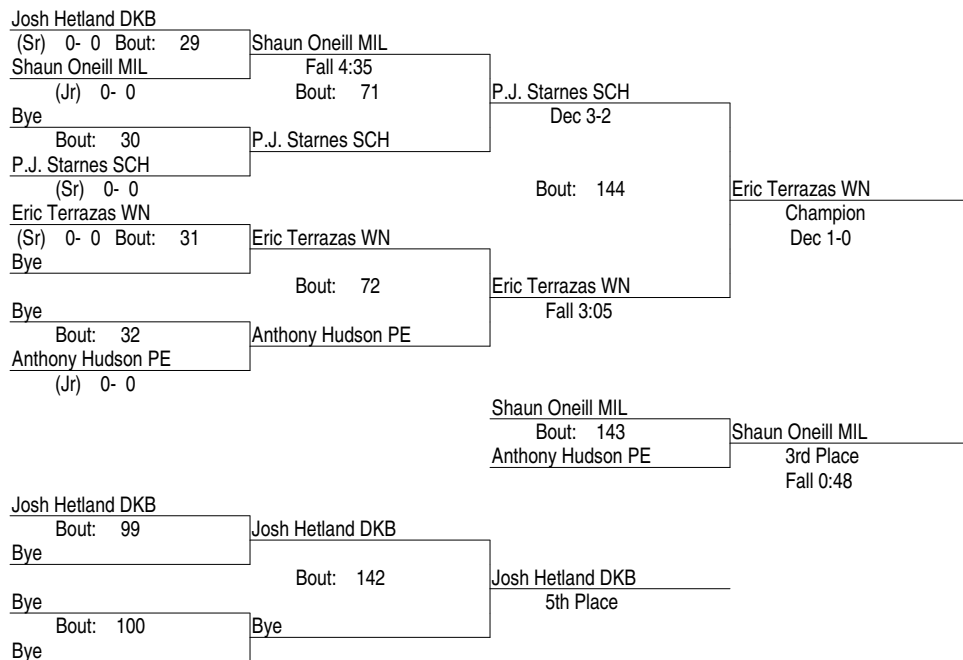 Josh Hetland DKB
(Sr) 0- 0 Bout: 29
Shaun Oneill MIL
Shaun Oneill MIL
Fall 4:35
(Jr) 0- 0
Bout: 71
P.J. Starnes SCH
Bye
Dec 3-2
Bout: 30
P.J. Starnes SCH
P.J. Starnes SCH
(Sr) 0- 0
Bout: 144
Eric Terrazas WN
Eric Terrazas WN
Champion
(Sr) 0- 0 Bout: 31
Eric Terrazas WN
Dec 1-0
Bye
Bout: 72
Eric Terrazas WN
Bye
Fall 3:05
Bout: 32
Anthony Hudson PE
Anthony Hudson PE
(Jr) 0- 0
Shaun Oneill MIL
Bout: 143
Shaun Oneill MIL
Anthony Hudson PE
3rd Place
Fall 0:48
Josh Hetland DKB
Bout: 99
Josh Hetland DKB
Bye
Bout: 142
Josh Hetland DKB
Bye
5th Place
Bout: 100
Bye
Bye